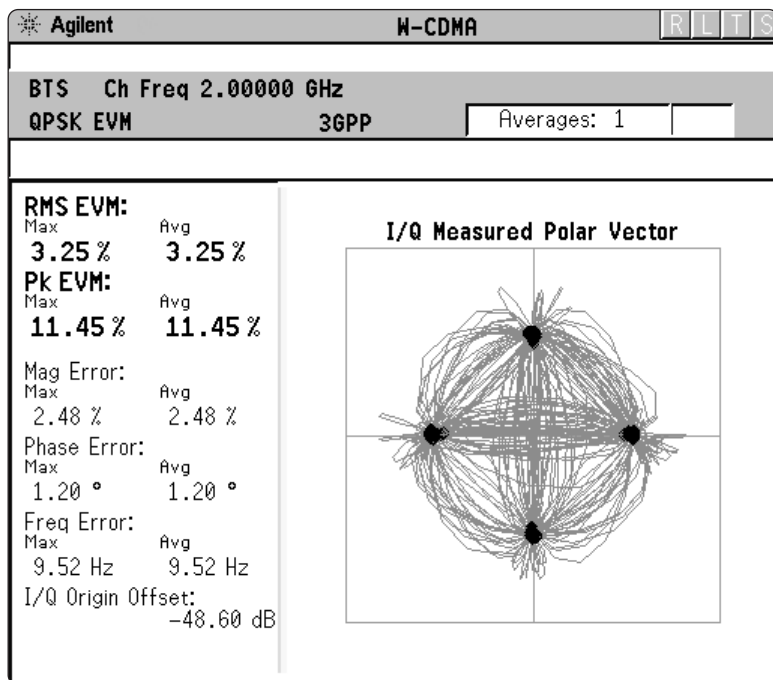 Agilent W-CDMA R L T S
BTS Ch Freq 2.00000 GHz
QPSK EVM 3GPP Averages: 1
RMS EVM:
Max Avg
3.25 % 3.25 %
Pk EVM:
Max Avg
11.45 % 11.45 %
Mag Error:
Max Avg
2.48 % 2.48 %
Phase Error:
Max Avg
1.20 ° 1.20 °
Freq Error:
Max Avg
9.52 Hz 9.52 Hz
I/Q Origin Offset:
-48.60 dB
I/Q Measured Polar Vector